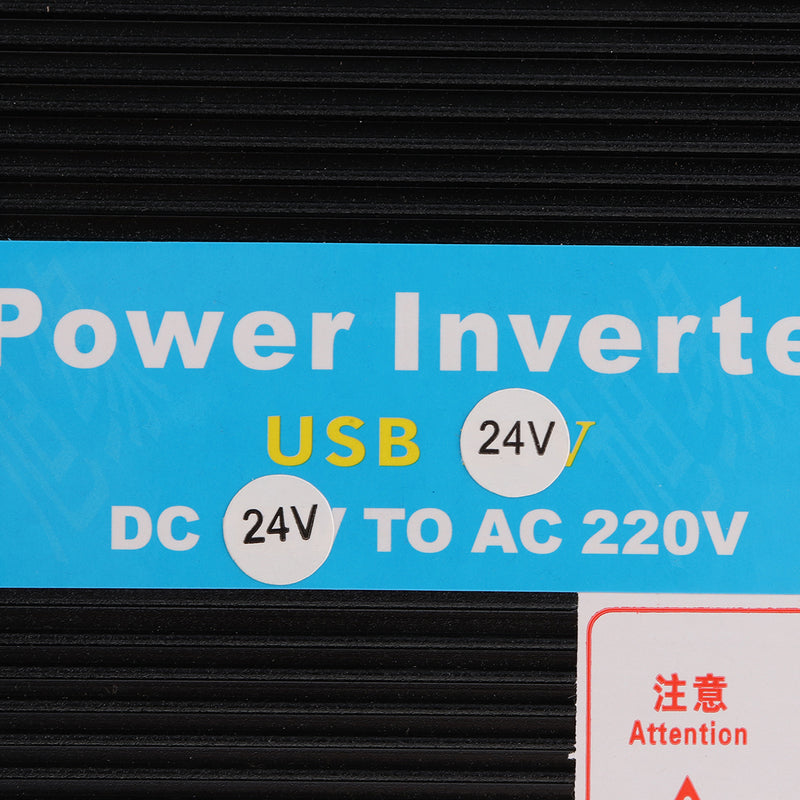 Power Inverte
USB 24V V
DC 24V V TO AC 220V
注意
Attention